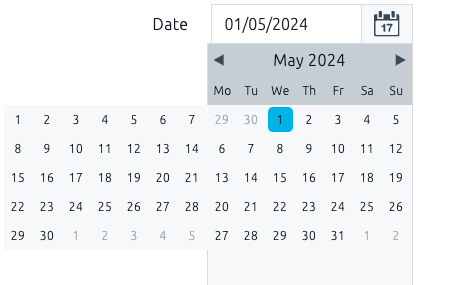 Date 01/05/2024 17
May 2024
Mo Tu We Th Fr Sa Su
1 2 3 4 5 6 7 29 30 1 2 3 4 5
8 9 10 11 12 13 14 6 7 8 9 10 11 12
15 16 17 18 19 20 21 13 14 15 16 17 18 19
22 23 24 25 26 27 28 20 21 22 23 24 25 26
29 30 1 2 3 4 5 27 28 29 30 31 1 2